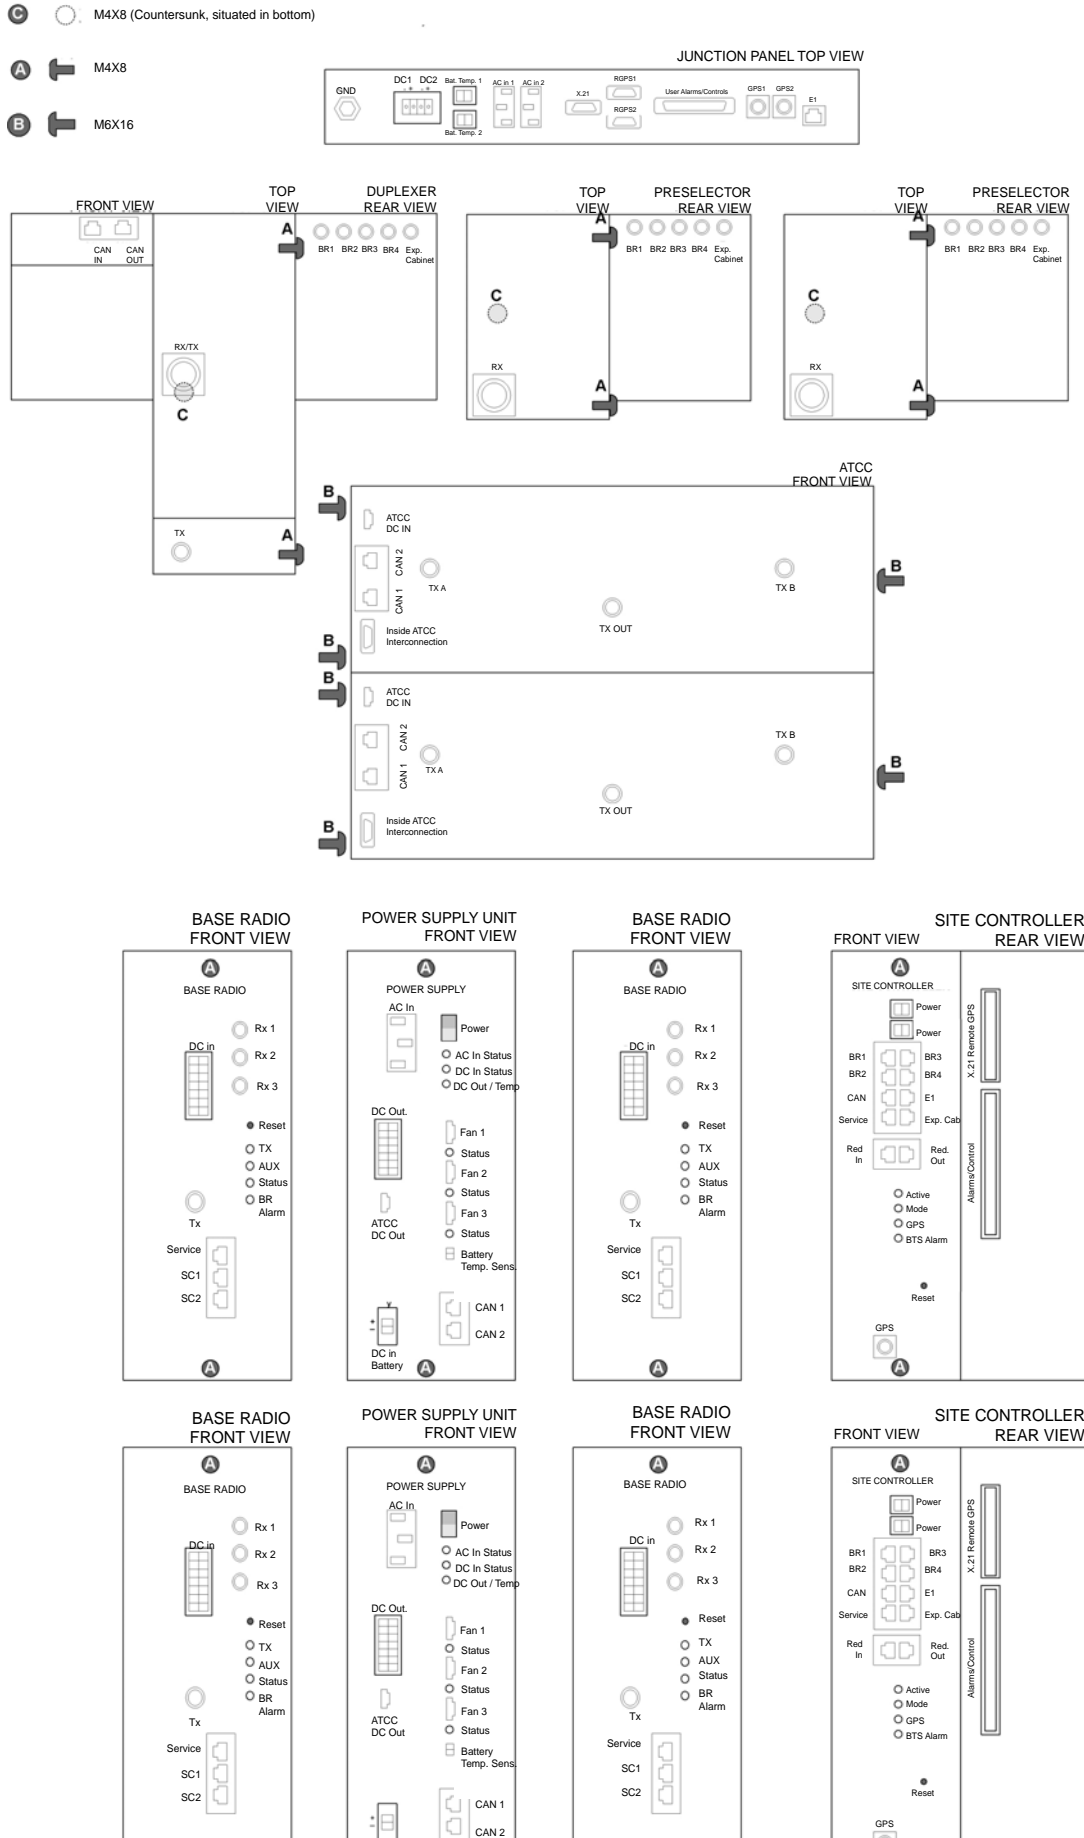 C M4X8 (Countersunk, situated in bottom)
A M4X8
B M6X16
JUNCTION PANEL TOP VIEW
GND
DC1 DC2
Bat. Temp. 1
Bat. Temp. 2
AC in 1 AC in 2
X.21
RGPS1
RGPS2
User Alarms/Controls
GPS1 GPS2
E1
FRONT VIEW
CAN IN
CAN OUT
TOP VIEW
A
RX/TX
C
TX
A
DUPLEXER
REAR VIEW
BR1 BR2 BR3 BR4 Exp.
Cabinet
TOP
VIEW
A
C
RX
A
PRESELECTOR
REAR VIEW
BR1 BR2 BR3 BR4 Exp.
Cabinet
TOP
VIEW
A
C
RX
A
PRESELECTOR
REAR VIEW
BR1 BR2 BR3 BR4 Exp.
Cabinet
ATCC
FRONT VIEW
B
ATCC
DC IN
CAN 2
CAN 1
TX A
TX B
B
TX OUT
Inside ATCC
Interconnection
B
B
ATCC
DC IN
CAN 2
CAN 1
TX A
TX B
B
TX OUT
Inside ATCC
Interconnection
B
BASE RADIO
FRONT VIEW
A
BASE RADIO
Rx 1
DC in
Rx 2
Rx 3
Reset
TX
AUX
Status
BR
Alarm
Tx
Service
SC1
SC2
A
POWER SUPPLY UNIT
FRONT VIEW
A
POWER SUPPLY
AC In
Power
AC In Status
DC In Status
DC Out / Temp
DC Out.
Fan 1
Status
Fan 2
Status
Fan 3
Status
ATCC
DC Out
Battery
Temp. Sens.
+
–
CAN 1
CAN 2
DC in
Battery
A
BASE RADIO
FRONT VIEW
A
BASE RADIO
Rx 1
DC in
Rx 2
Rx 3
Reset
TX
AUX
Status
BR
Alarm
Tx
Service
SC1
SC2
A
SITE CONTROLLER
FRONT VIEW REAR VIEW
A
SITE CONTROLLER
Power
Power
BR1 BR3
BR2 BR4
CAN E1
Service Exp. Cab
Red In
Red. Out
Active
Mode
GPS
BTS Alarm
Reset
GPS
A
X.21 Remote GPS
Alarms/Control
BASE RADIO
FRONT VIEW
A
BASE RADIO
Rx 1
DC in
Rx 2
Rx 3
Reset
TX
AUX
Status
BR
Alarm
Tx
Service
SC1
SC2
POWER SUPPLY UNIT
FRONT VIEW
A
POWER SUPPLY
AC In
Power
AC In Status
DC In Status
DC Out / Temp
DC Out.
Fan 1
Status
Fan 2
Status
Fan 3
Status
ATCC
DC Out
Battery
Temp. Sens.
+
–
CAN 1
CAN 2
BASE RADIO
FRONT VIEW
A
BASE RADIO
Rx 1
DC in
Rx 2
Rx 3
Reset
TX
AUX
Status
BR
Alarm
Tx
Service
SC1
SC2
SITE CONTROLLER
FRONT VIEW REAR VIEW
A
SITE CONTROLLER
Power
Power
BR1 BR3
BR2 BR4
CAN E1
Service Exp. Cab
Red In
Red. Out
Active
Mode
GPS
BTS Alarm
Reset
GPS
X.21 Remote GPS
Alarms/Control